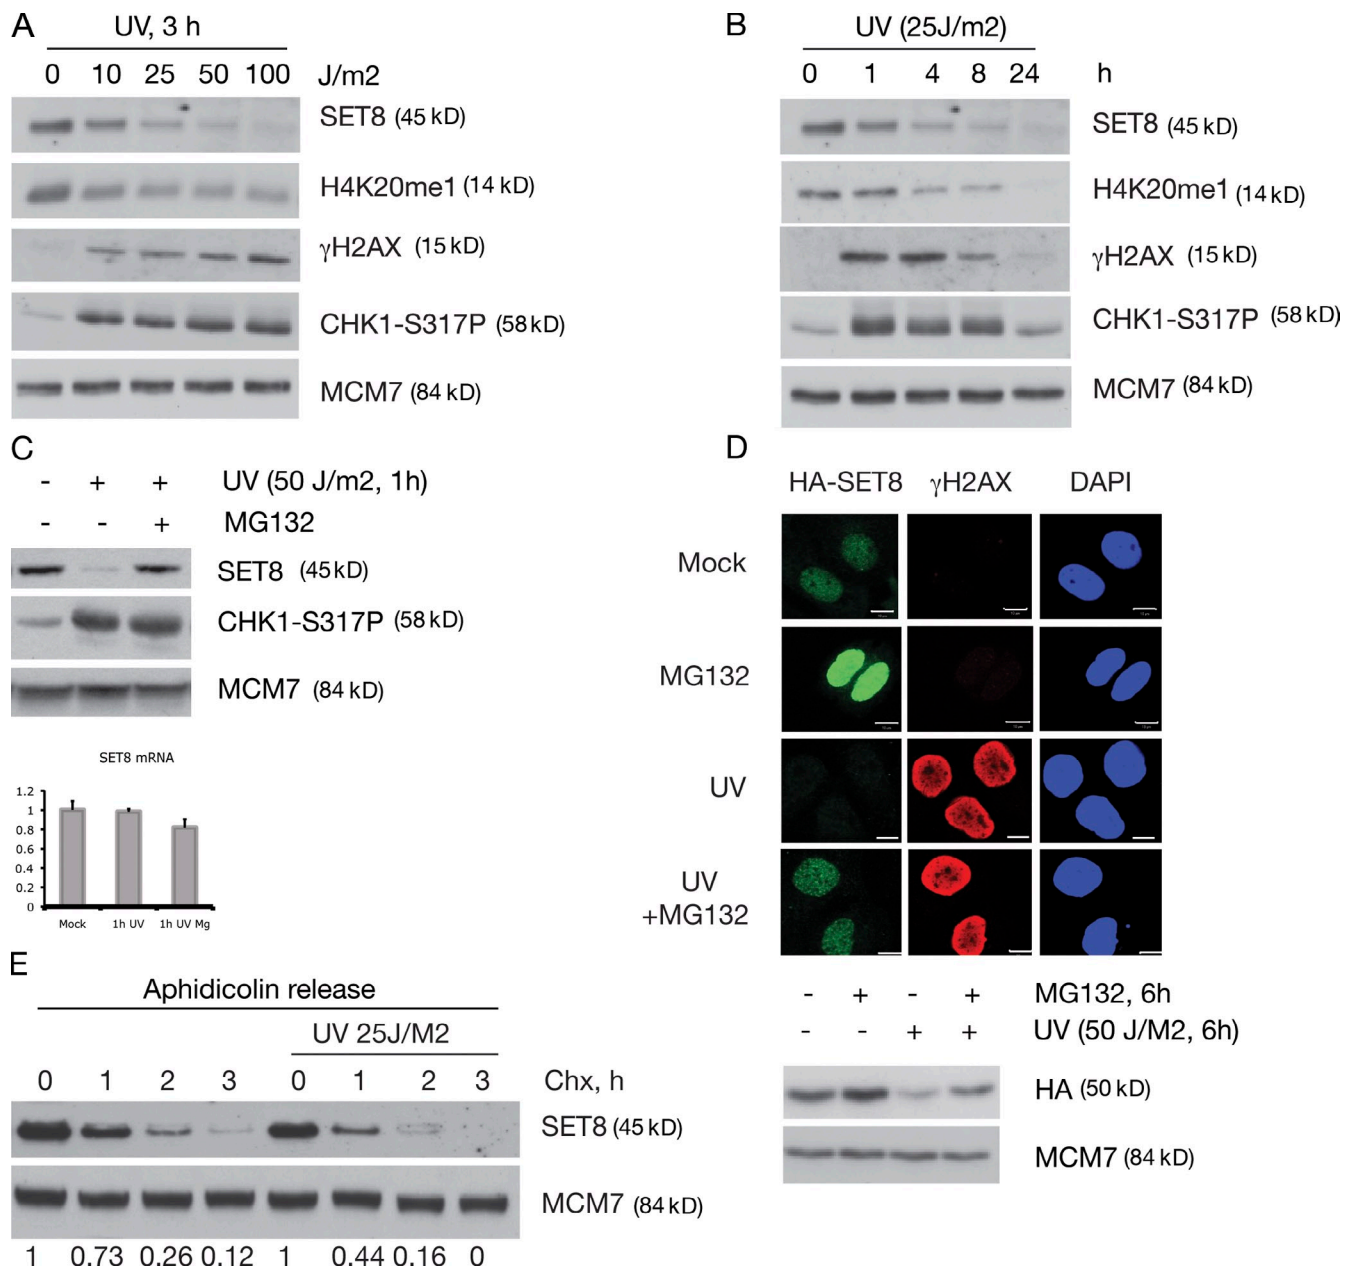 A
UV, 3 h
0 10 25 50 100 J/m2
SET8 (45 kD)
H4K20me1 (14 kD)
γH2AX (15 kD)
CHK1-S317P (58 kD)
MCM7 (84 kD)
B
UV (25J/m2)
0 1 4 8 24 h
SET8 (45 kD)
H4K20me1 (14 kD)
γH2AX (15 kD)
CHK1-S317P (58 kD)
MCM7 (84 kD)
C
- + + UV (50 J/m2, 1h)
- - + MG132
SET8 (45 kD)
CHK1-S317P (58 kD)
MCM7 (84 kD)
SET8 mRNA
1.2
1
0.8
0.6
0.4
0.2
0
Mock 1h UV 1h UV Mg
D
HA-SET8 γH2AX DAPI
Mock
MG132
UV
UV
+MG132
- + - + MG132, 6h
- - + + UV (50 J/M2, 6h)
HA (50 kD)
MCM7 (84 kD)
E
Aphidicolin release
UV 25J/M2
0 1 2 3 0 1 2 3 Chx, h
SET8 (45 kD)
MCM7 (84 kD)
1 0.73 0.26 0.12 1 0.44 0.16 0